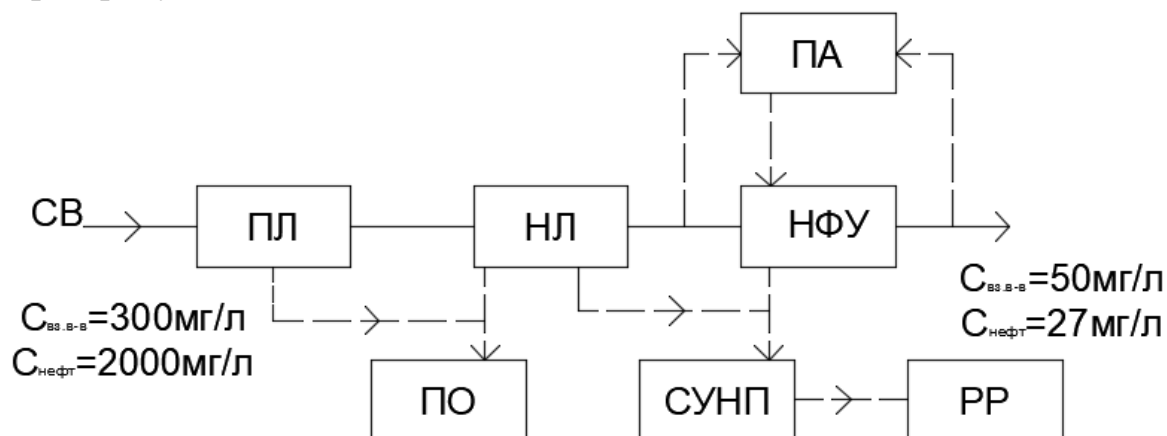 ПА
СВ
ПЛ
НЛ
НФУ
Свз.в-в=300мг/л
Снефт=2000мг/л
Свз.в-в=50мг/л
Снефт=27мг/л
ПО
СУНП
РР